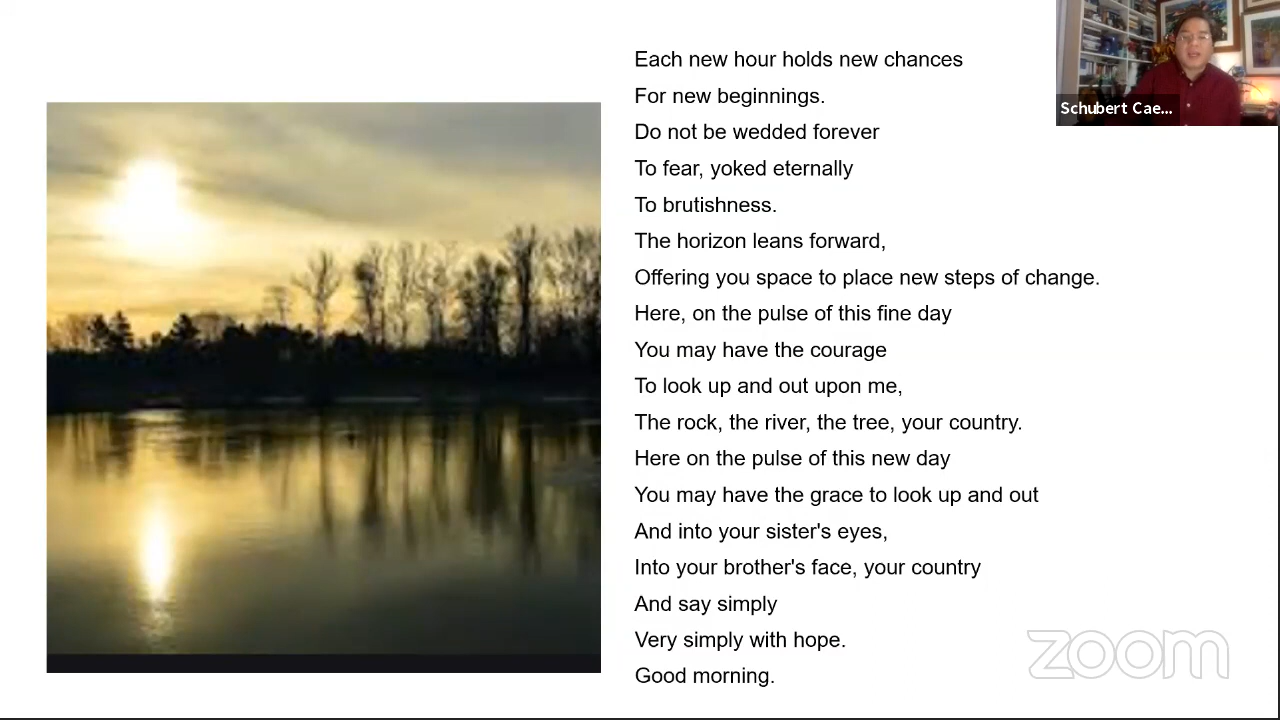 Each new hour holds new chances
For new beginnings.
Do not be wedded forever
To fear, yoked eternally
To brutishness.
The horizon leans forward,
Offering you space to place new steps of change.
Here, on the pulse of this fine day
You may have the courage
To look up and out upon me,
The rock, the river, the tree, your country.
Here on the pulse of this new day
You may have the grace to look up and out
And into your sister's eyes,
Into your brother's face, your country
And say simply
Very simply with hope.
Good morning.
Schubert Cae...
zoom